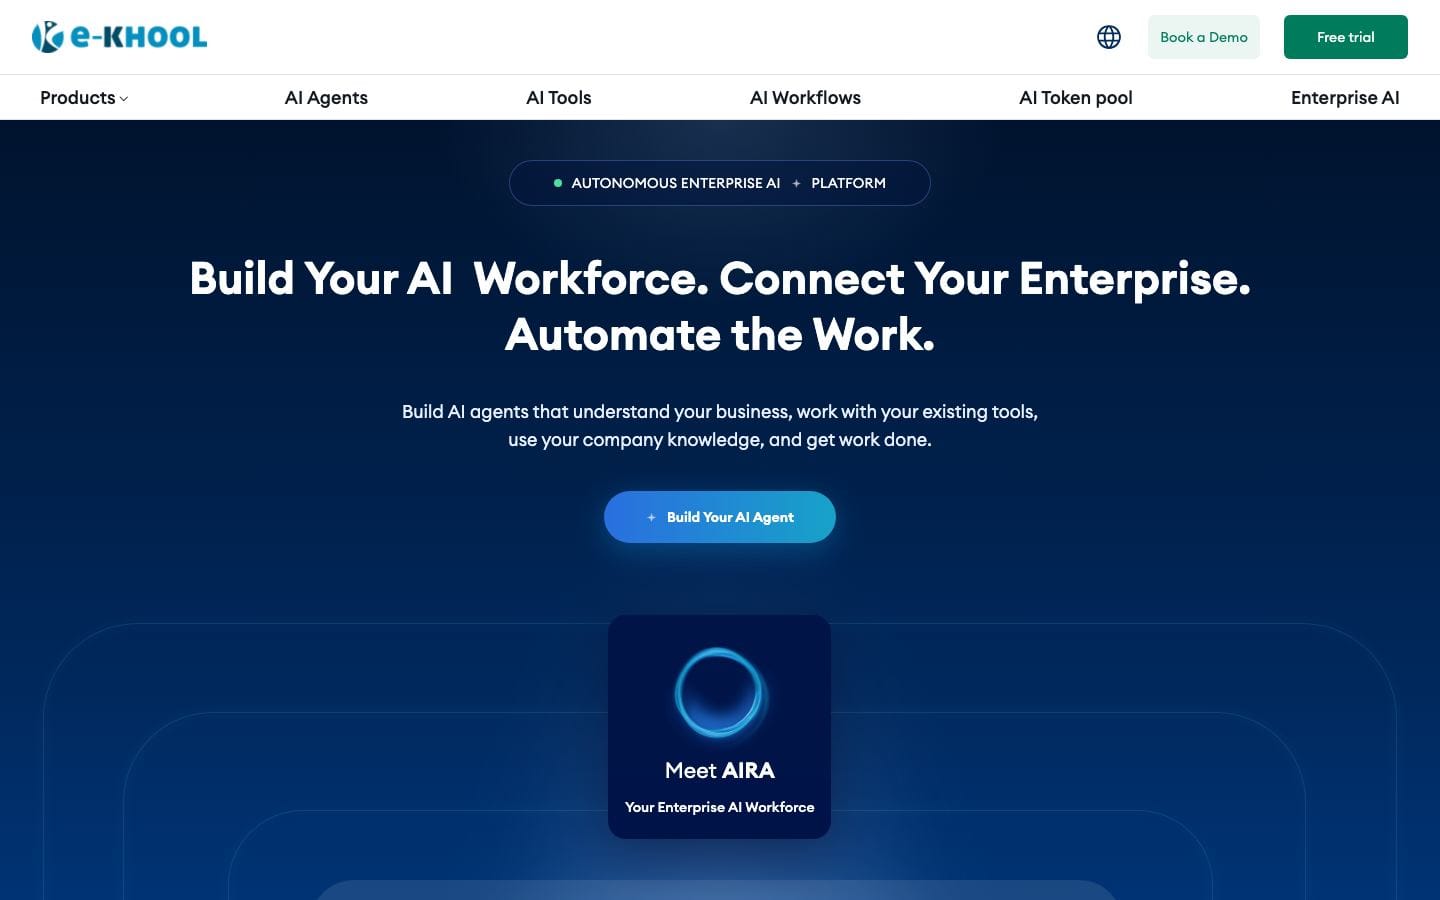 e-KHOOL
Book a Demo
Free trial
Products
AI Agents
AI Tools
AI Workflows
AI Token pool
Enterprise AI
AUTONOMOUS ENTERPRISE AI PLATFORM
Build Your AI Workforce. Connect Your Enterprise.
Automate the Work.
Build AI agents that understand your business, work with your existing tools,
use your company knowledge, and get work done.
Build Your AI Agent
Meet AIRA
Your Enterprise AI Workforce